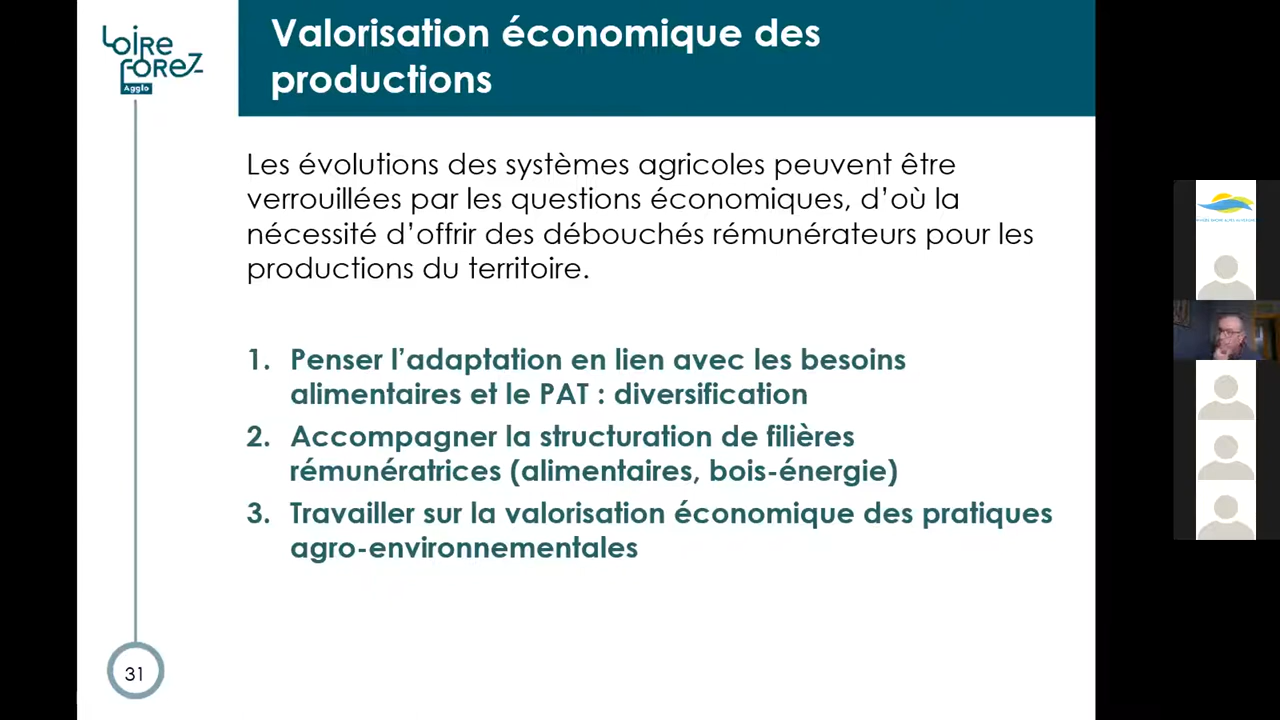 Loire
Forez
Agglo
Valorisation économique des
productions
Les évolutions des systèmes agricoles peuvent être
verrouillées par les questions économiques, d’où la
nécessité d’offrir des débouchés rémunérateurs pour les
productions du territoire.
1. Penser l’adaptation en lien avec les besoins
alimentaires et le PAT : diversification
2. Accompagner la structuration de filières
rémunératrices (alimentaires, bois-énergie)
3. Travailler sur la valorisation économique des pratiques
agro-environnementales
31